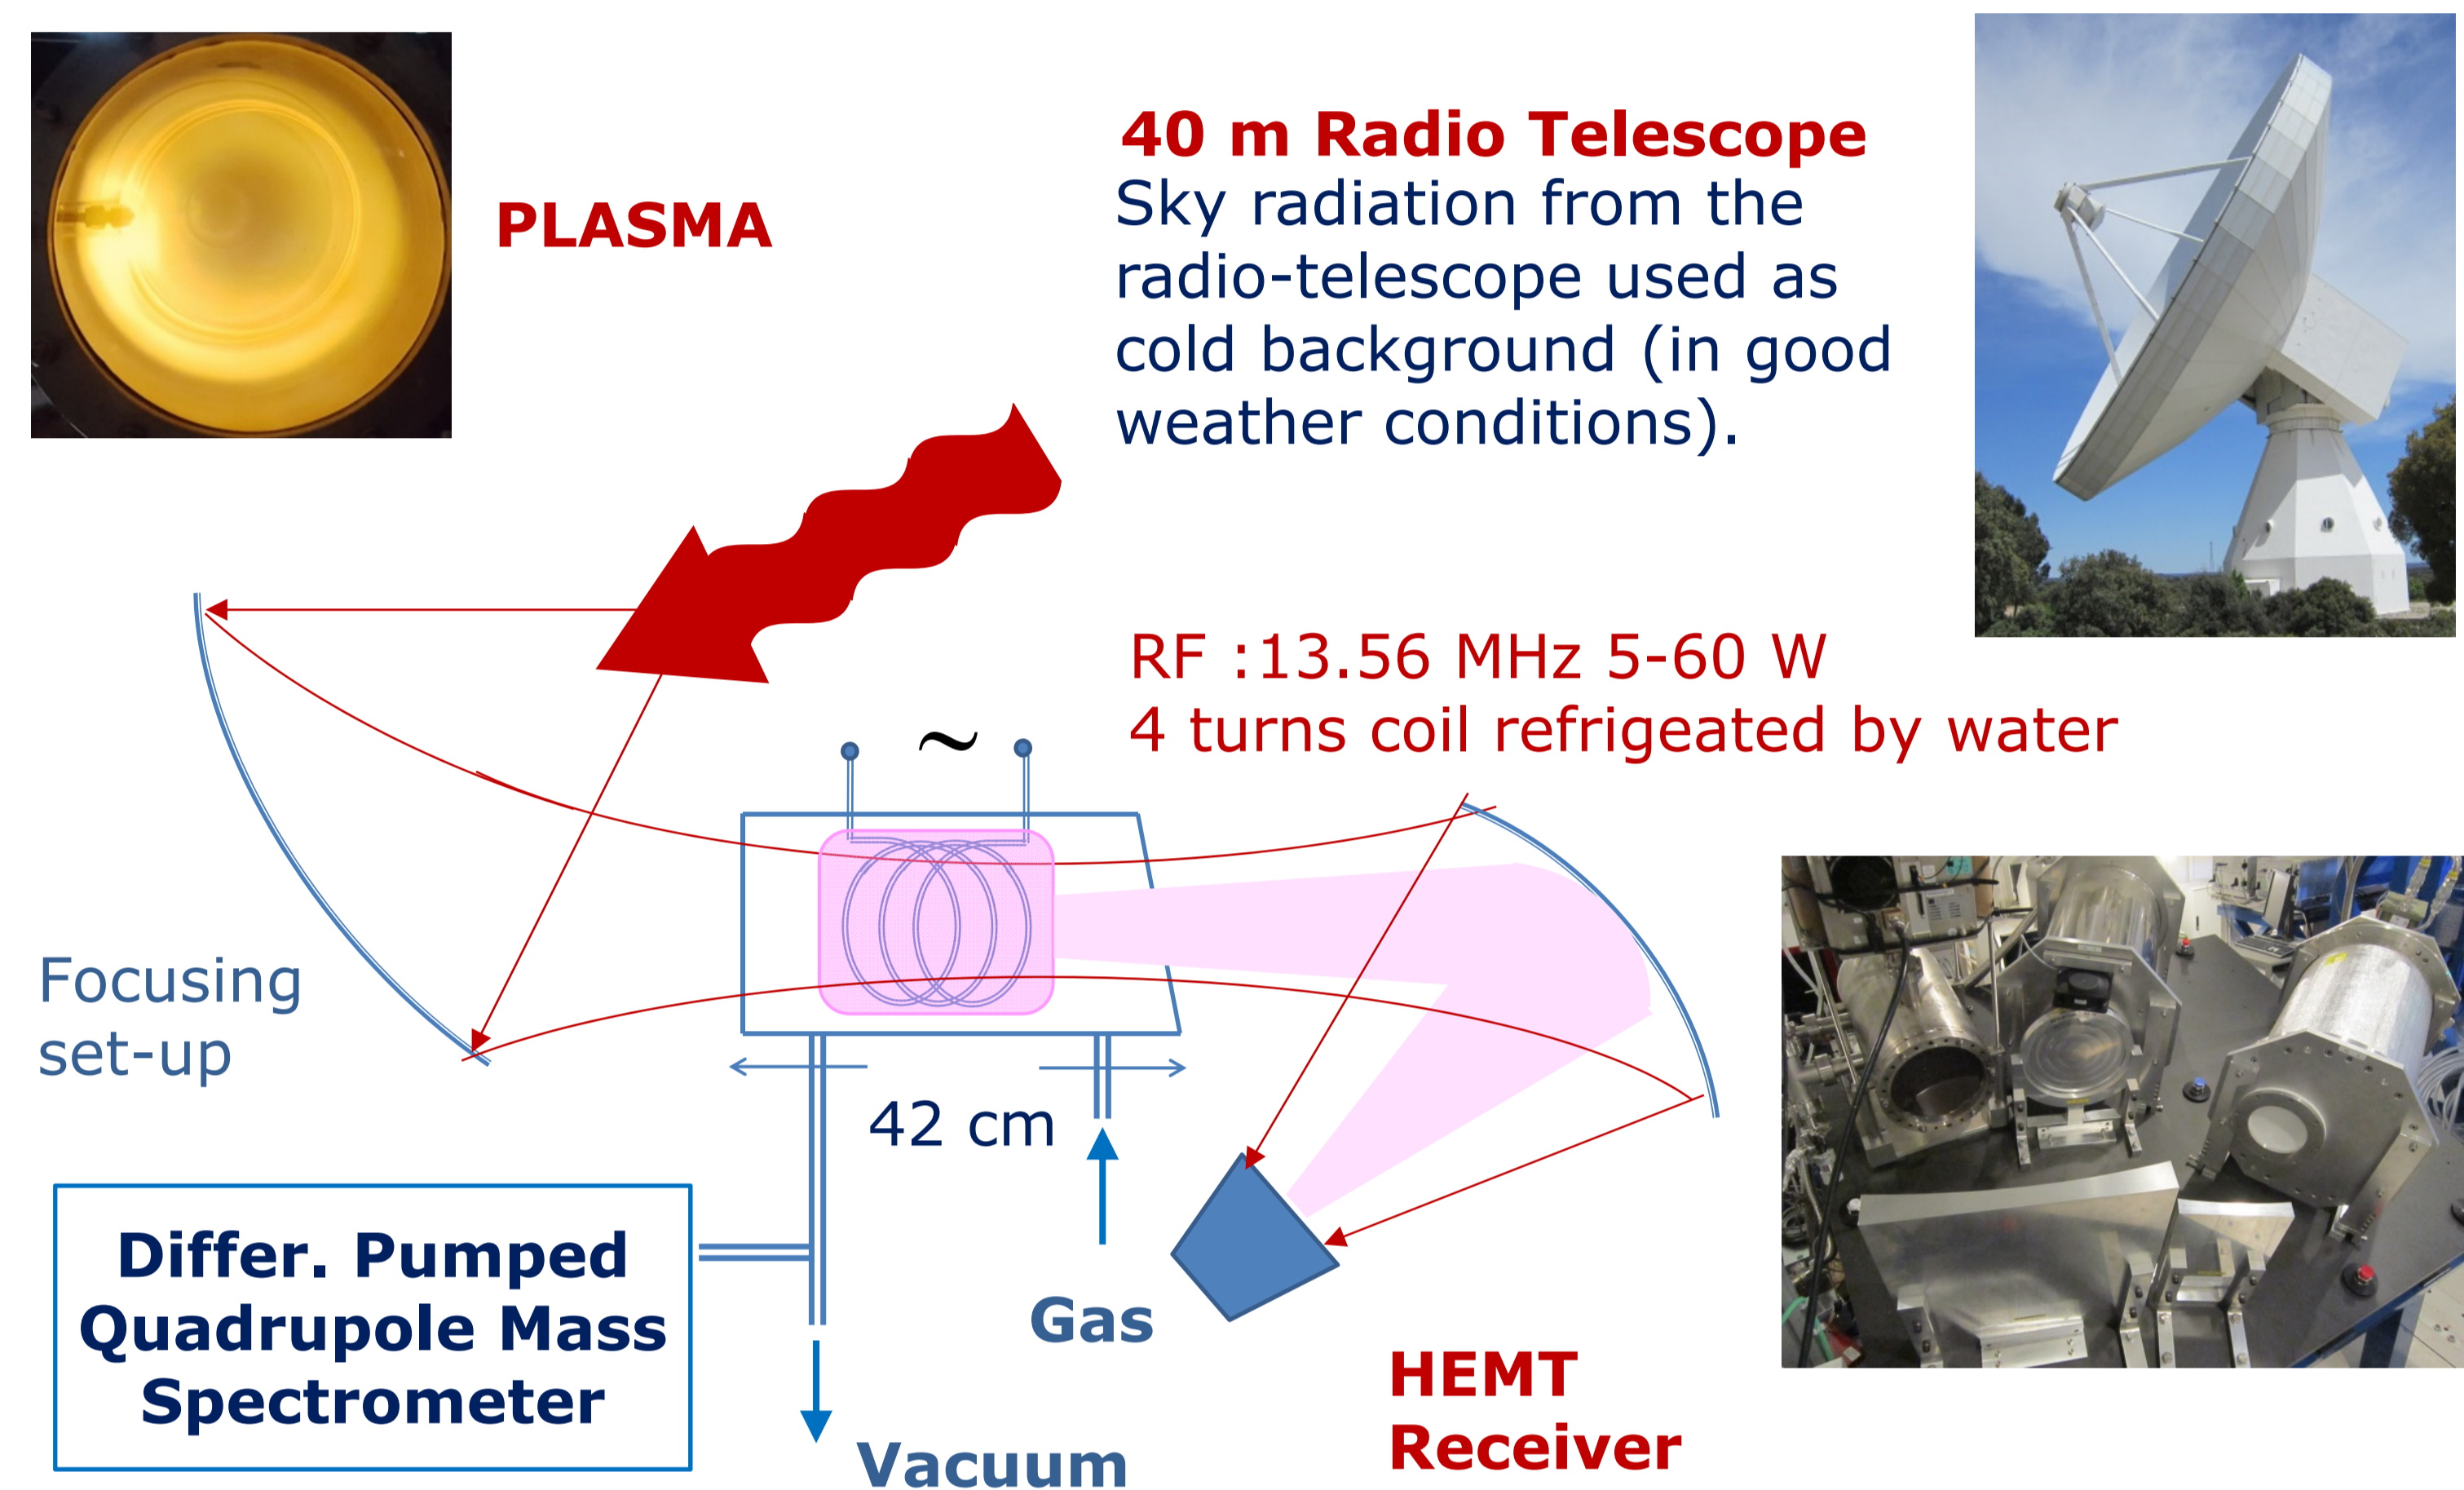 PLASMA
40 m Radio Telescope
Sky radiation from the
radio-telescope used as
cold background (in good
weather conditions).
RF :13.56 MHz 5-60 W
4 turns coil refrigeated by water
~
Focusing
set-up
42 cm
Differ. Pumped
Quadrupole Mass
Spectrometer
Gas
Vacuum
HEMT
Receiver